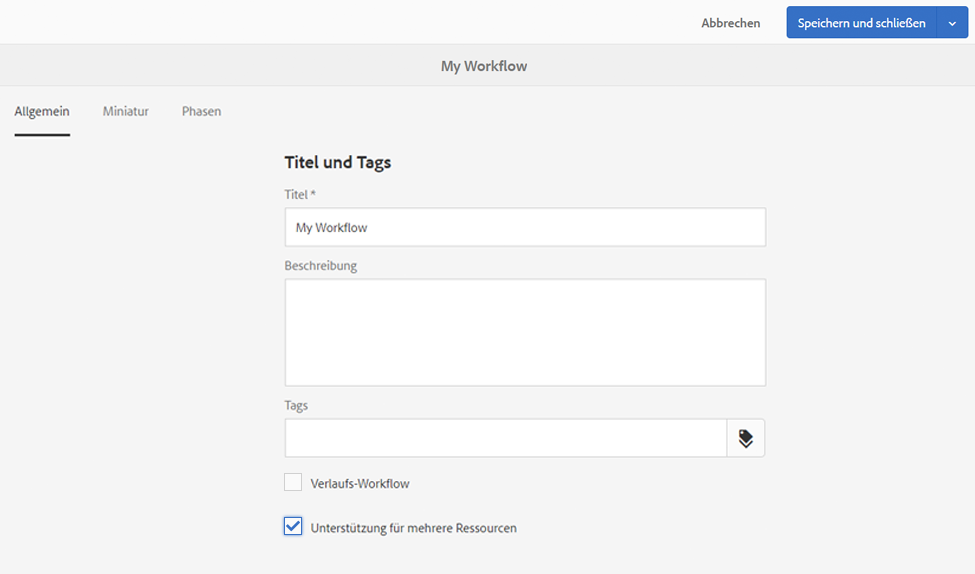 Abbrechen
Speichern und schließen
My Workflow
Allgemein
Miniatur
Phasen
Titel und Tags
Titel *
My Workflow
Beschreibung
Tags
Verlaufs-Workflow
Unterstützung für mehrere Ressourcen